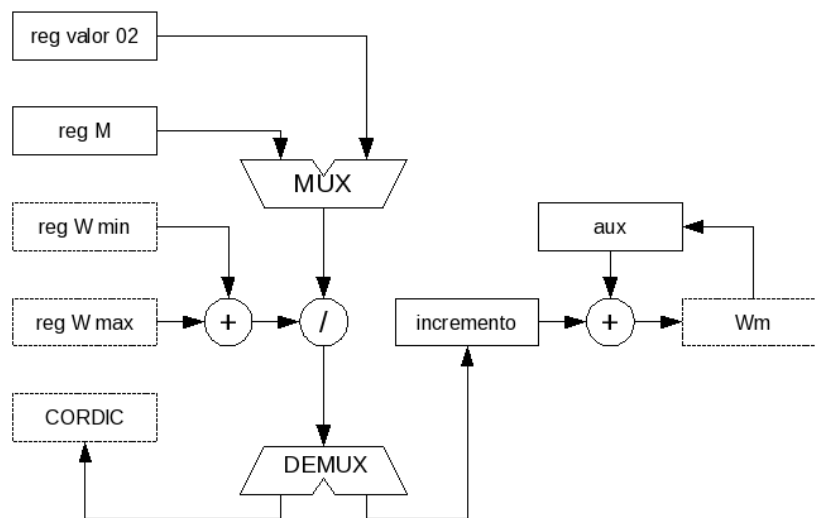 reg valor 02
reg M
MUX
reg W min
aux
reg W max
+
/
incremento
+
Wm
CORDIC
DEMUX